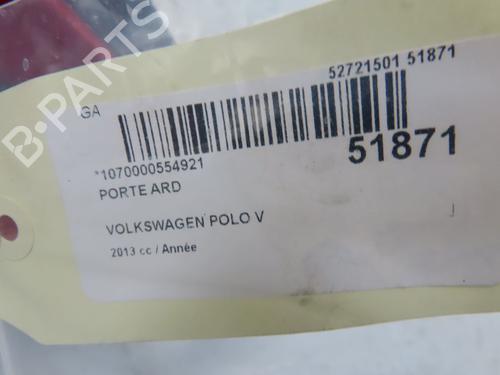 B-PARTS
GA
52721501 51871
*1070000554921
51871
PORTE ARD
VOLKSWAGEN POLO V
2013 cc / Année